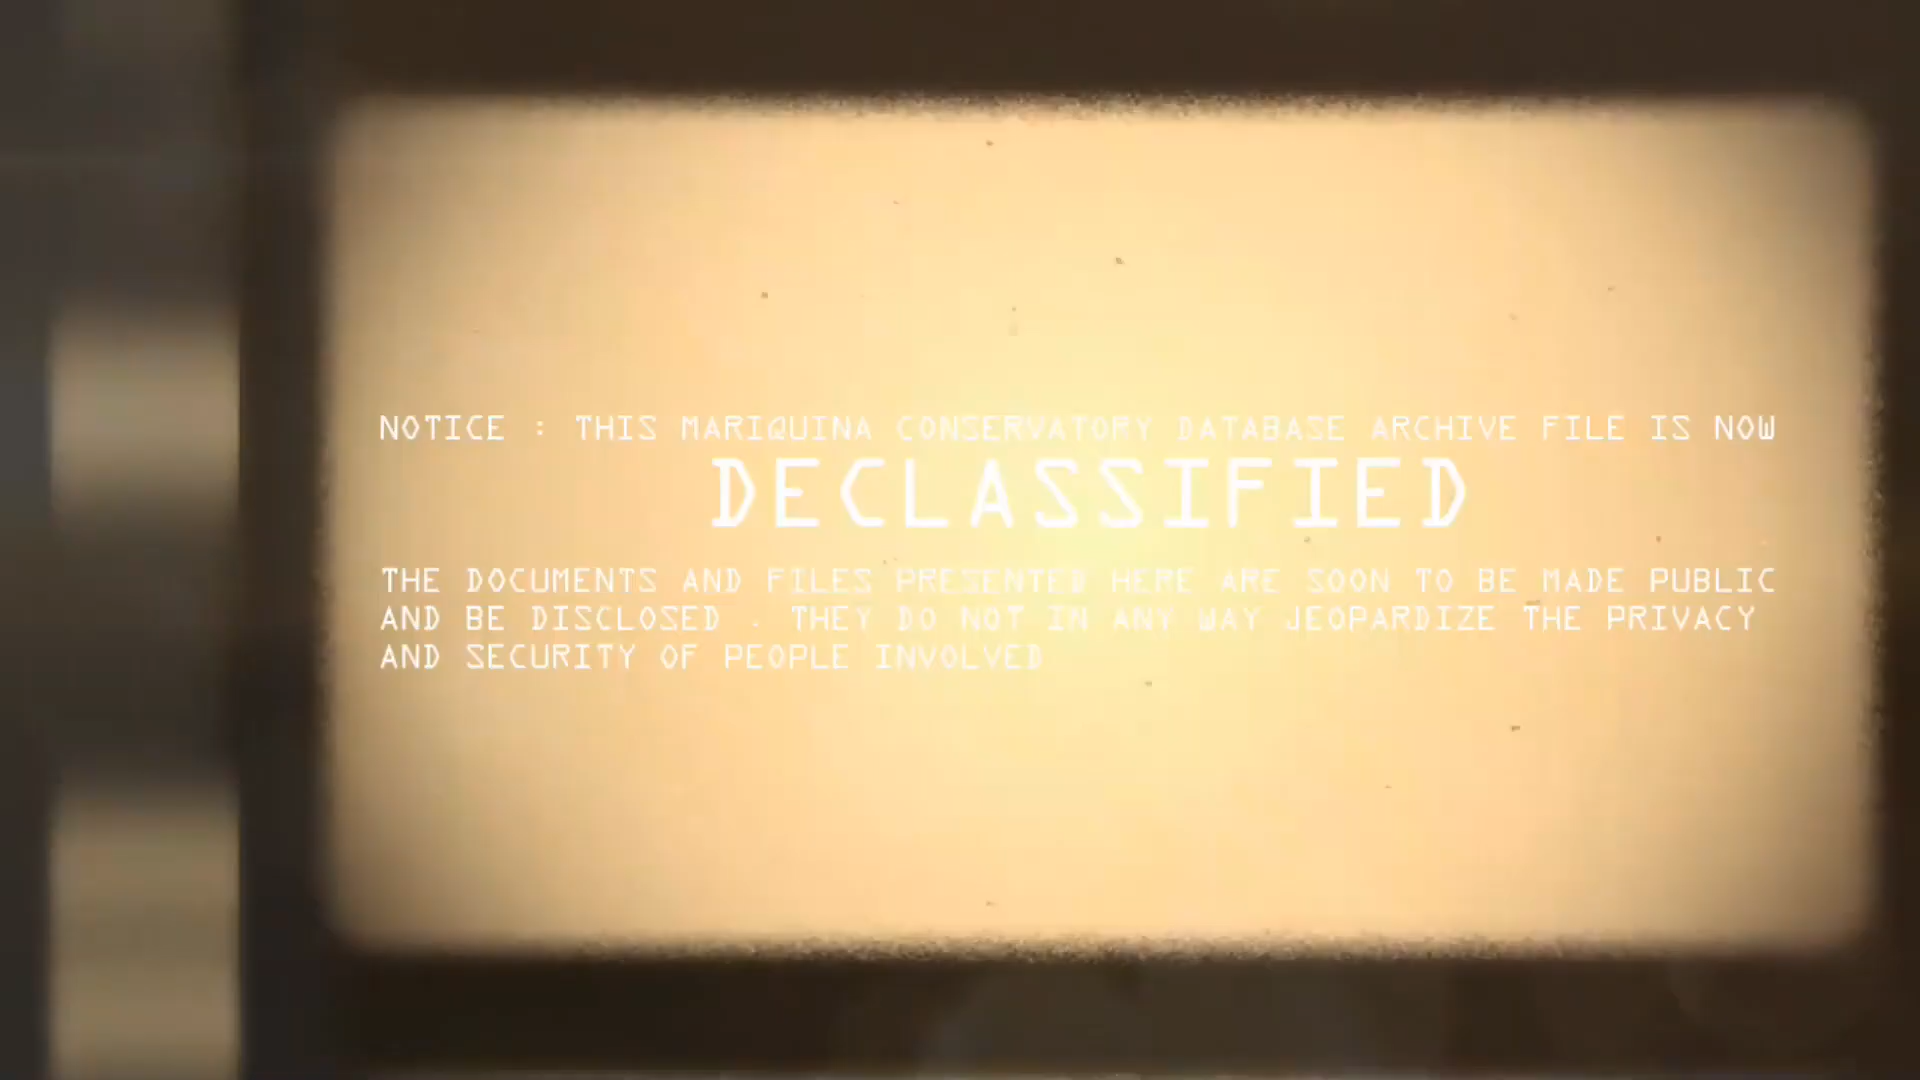 NOTICE : THIS MARIQUINA CONSERVATORY DATABASE ARCHIVE FILE IS NOW
DECLASSIFIED
THE DOCUMENTS AND FILES PRESENTED HERE ARE SOON TO BE MADE PUBLIC
AND BE DISCLOSED . THEY DO NOT IN ANY WAY JEOPARDIZE THE PRIVACY
AND SECURITY OF PEOPLE INVOLVED